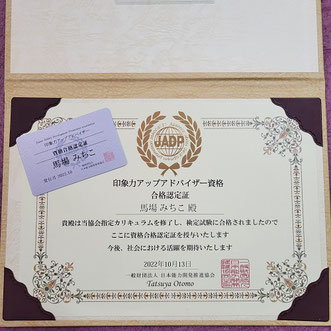 印象力アップアドバイザー
資格合格認定証
馬場 みちこ
JADP
印象力アップアドバイザー資格
合格認定証
馬場 みちこ 殿
貴殿は当協会指定カリキュラムを修了し、検定試験に合格されましたので
ここに資格合格認定証を授与いたします
今後、社会における活躍を期待いたします
2022年10月13日
一般財団法人 日本能力開発推進協会
Tatsuya Otomo